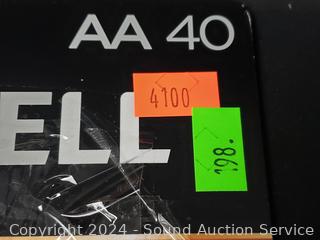 AA 40
4100
ELL
198.
Copyright 2024 - Sound Auction Service